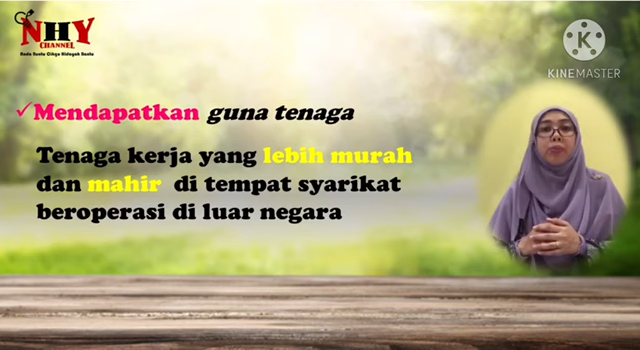 NHY
CHANNEL
KINEMASTER
✓Mendapatkan guna tenaga
Tenaga kerja yang lebih murah
dan mahir di tempat syarikat
beroperasi di luar negara